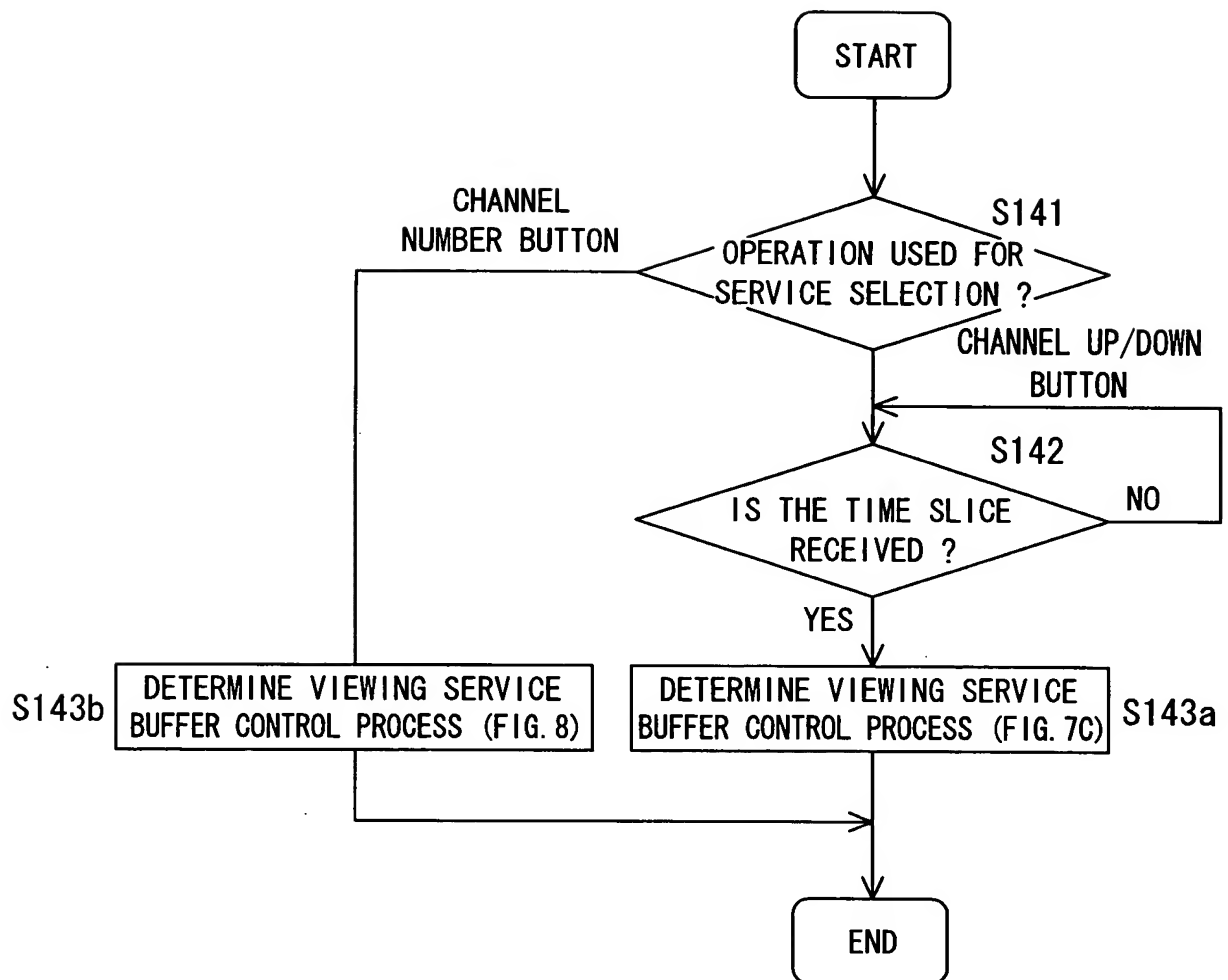 START
CHANNEL
NUMBER BUTTON
S141
OPERATION USED FOR
SERVICE SELECTION ?
CHANNEL UP/DOWN
BUTTON
S142
IS THE TIME SLICE
RECEIVED ?
NO
YES
S143b
DETERMINE VIEWING SERVICE
BUFFER CONTROL PROCESS (FIG. 8)
DETERMINE VIEWING SERVICE
BUFFER CONTROL PROCESS (FIG. 7C)
S143a
END